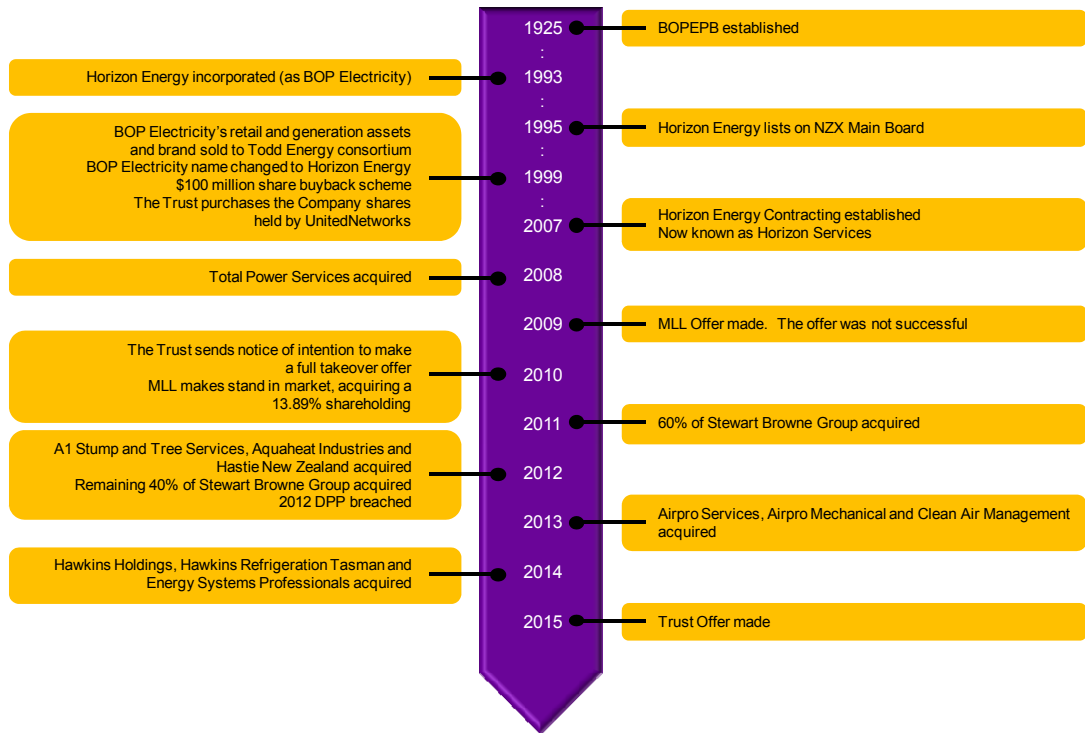 1925
BOPEPB established
:
Horizon Energy incorporated (as BOP Electricity)
1993
:
1995
Horizon Energy lists on NZX Main Board
:
BOP Electricity's retail and generation assets
and brand sold to Todd Energy consortium
BOP Electricity name changed to Horizon Energy
$100 million share buyback scheme
The Trust purchases the Company shares
held by UnitedNetworks
1999
:
2007
Horizon Energy Contracting established
Now known as Horizon Services
Total Power Services acquired
2008
2009
MLL Offer made. The offer was not successful
The Trust sends notice of intention to make
a full takeover offer
MLL makes stand in market, acquiring a
13.89% shareholding
2010
2011
60% of Stewart Browne Group acquired
A1 Stump and Tree Services, Aquaheat Industries and
Hastie New Zealand acquired
Remaining 40% of Stewart Browne Group acquired
2012 DPP breached
2012
2013
Airpro Services, Airpro Mechanical and Clean Air Management
acquired
Hawkins Holdings, Hawkins Refrigeration Tasman and
Energy Systems Professionals acquired
2014
2015
Trust Offer made